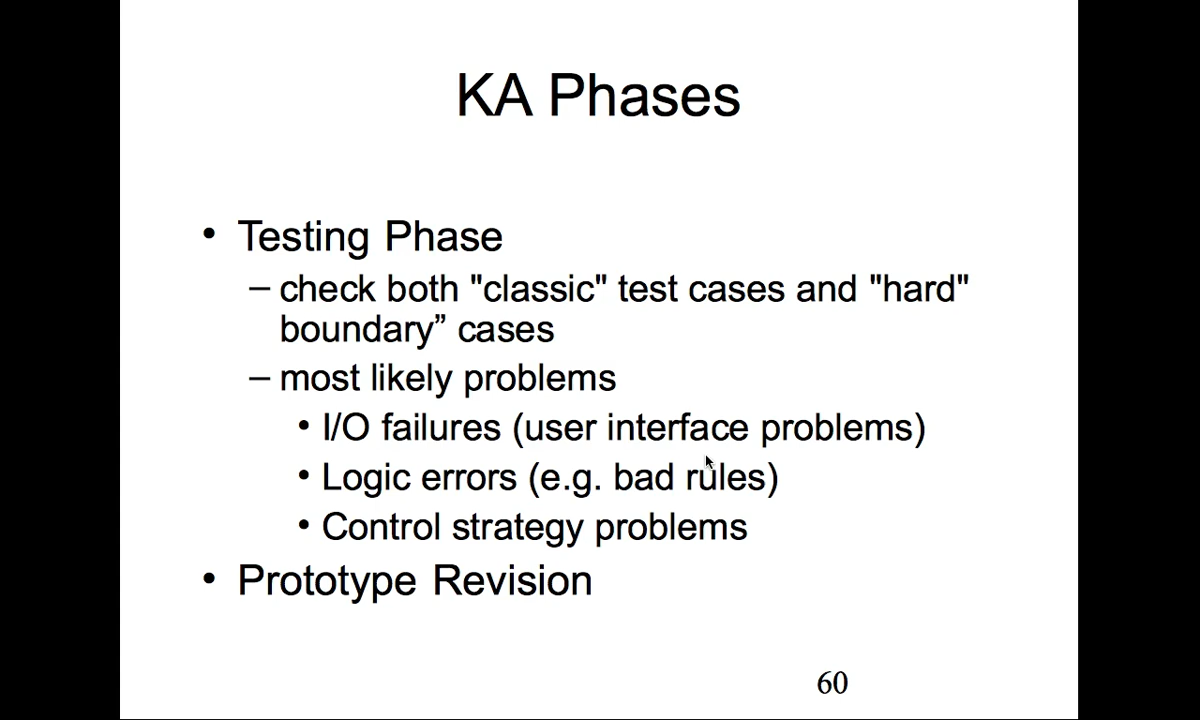 KA Phases
• Testing Phase
– check both "classic" test cases and "hard"
boundary” cases
– most likely problems
• I/O failures (user interface problems)
• Logic errors (e.g. bad rules)
• Control strategy problems
• Prototype Revision
60